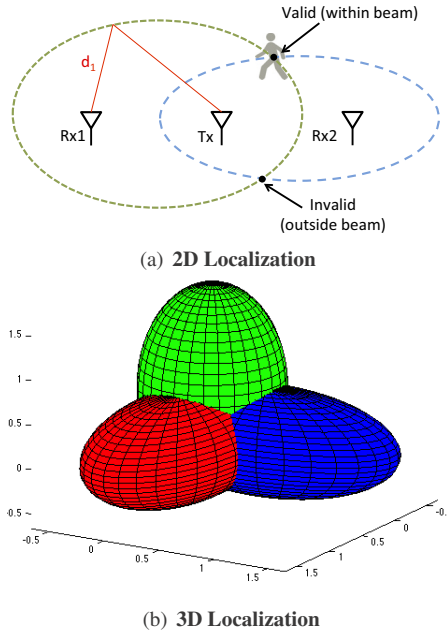 Valid (within beam)
d1
Rx1
Tx
Rx2
Invalid
(outside beam)
(a) 2D Localization
1.5
1
0.5
0
-0.5
-0.5
0
0.5
1
1.5
1.5
1
0.5
0
-0.5
(b) 3D Localization